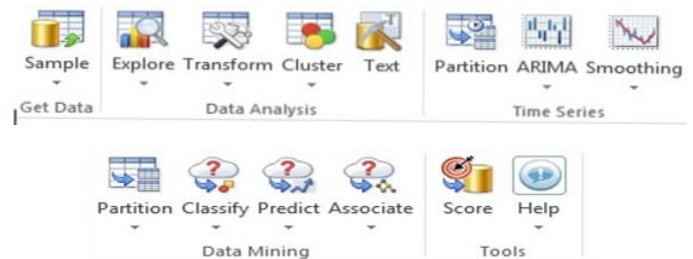 Sample Explore Transform Cluster Text Partition ARIMA Smoothing
Get Data Data Analysis Time Series
Partition Classify Predict Associate Score Help
Data Mining Tools